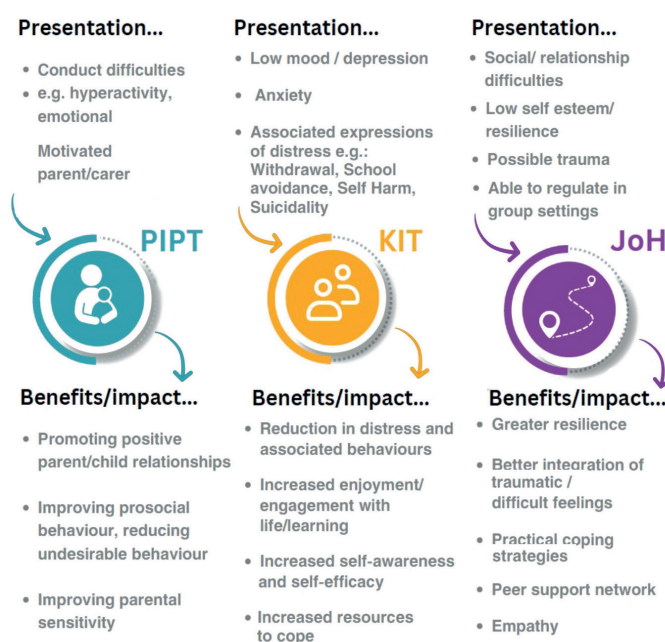 Presentation...
• Conduct difficulties
• e.g. hyperactivity,
emotional
Motivated
parent/carer
PIPT
Benefits/impact...
• Promoting positive
parent/child relationships
• Improving prosocial
behaviour, reducing
undesirable behaviour
• Improving parental
sensitivity
Presentation...
• Low mood / depression
• Anxiety
• Associated expressions
of distress e.g.:
Withdrawal, School
avoidance, Self Harm,
Suicidality
KIT
Benefits/impact...
• Reduction in distress and
associated behaviours
• Increased enjoyment/
engagement with
life/learning
• Increased self-awareness
and self-efficacy
• Increased resources
to cope
Presentation...
• Social/ relationship
difficulties
• Low self esteem/
resilience
• Possible trauma
• Able to regulate in
group settings
JoH
Benefits/impact...
• Greater resilience
• Better integration of
traumatic /
difficult feelings
• Practical coping
strategies
• Peer support network
• Empathy